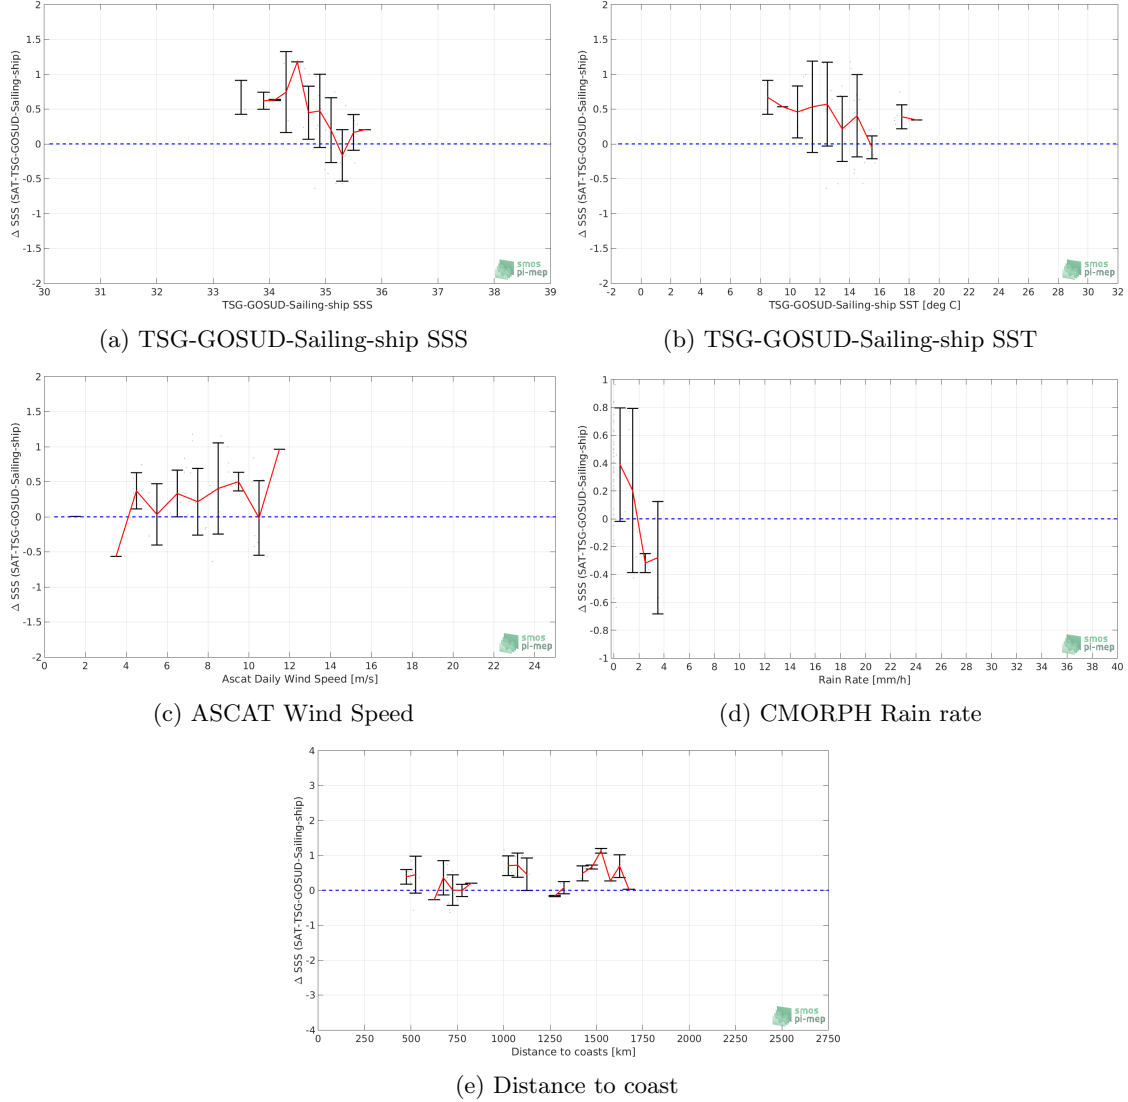 2
1.5
1
0.5
0
-0.5
-1
-1.5
-2
Δ SSS (SAT-TSG-GOSUD-Sailing-ship)
30 31 32 33 34 35 36 37 38 39
TSG-GOSUD-Sailing-ship SSS
smos
pi-mep
(a) TSG-GOSUD-Sailing-ship SSS
2
1.5
1
0.5
0
-0.5
-1
-1.5
-2
Δ SSS (SAT-TSG-GOSUD-Sailing-ship)
-2 0 2 4 6 8 10 12 14 16 18 20 22 24 26 28 30 32
TSG-GOSUD-Sailing-ship SST [deg C]
smos
pi-mep
(b) TSG-GOSUD-Sailing-ship SST
2
1.5
1
0.5
0
-0.5
-1
-1.5
-2
Δ SSS (SAT-TSG-GOSUD-Sailing-ship)
0 2 4 6 8 10 12 14 16 18 20 22 24
Ascat Daily Wind Speed [m/s]
smos
pi-mep
(c) ASCAT Wind Speed
1
0.8
0.6
0.4
0.2
0
-0.2
-0.4
-0.6
-0.8
-1
Δ SSS (SAT-TSG-GOSUD-Sailing-ship)
0 2 4 6 8 10 12 14 16 18 20 22 24 26 28 30 32 34 36 38 40
Rain Rate [mm/h]
smos
pi-mep
(d) CMORPH Rain rate
4
3
2
1
0
-1
-2
-3
-4
Δ SSS (SAT-TSG-GOSUD-Sailing-ship)
0 250 500 750 1000 1250 1500 1750 2000 2250 2500 2750
Distance to coasts [km]
smos
pi-mep
(e) Distance to coast